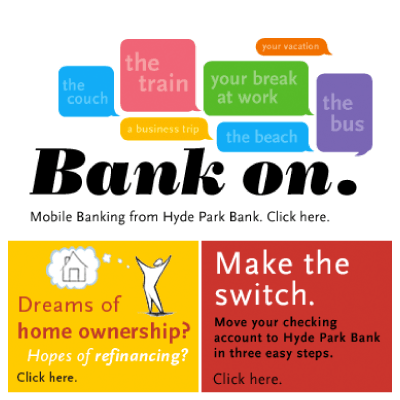 your vacation
the
train
the
couch
your break
at work
the
bus
a business trip
the beach
Bank on.
Mobile Banking from Hyde Park Bank. Click here.
Dreams of
home ownership?
Hopes of refinancing?
Click here.
Make the
switch.
Move your checking
account to Hyde Park Bank
in three easy steps.
Click here.